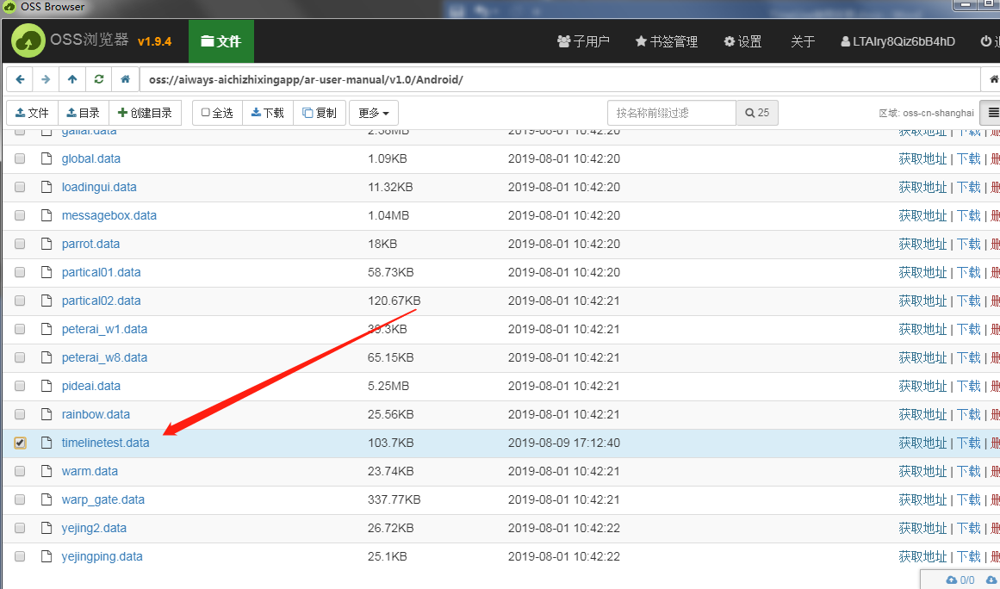 OSS Browser
OSS浏览器 v1.9.4 文件 子用户 书签管理 设置 关于 LTAIry8Qiz6bB4hD
oss://aiways-aichizhixingapp/ar-user-manual/v1.0/Android/
文件 目录 创建目录 全选 下载 复制 更多 按名称前缀过滤 25 区域: oss-cn-shanghai
2.58MB 2019-08-01 10:42:20 获取地址 | 下载 | 删
global.data 1.09KB 2019-08-01 10:42:20 获取地址 | 下载 | 删
loadingui.data 11.32KB 2019-08-01 10:42:20 获取地址 | 下载 | 删
messagebox.data 1.04MB 2019-08-01 10:42:20 获取地址 | 下载 | 删
parrot.data 18KB 2019-08-01 10:42:20 获取地址 | 下载 | 删
partical01.data 58.73KB 2019-08-01 10:42:20 获取地址 | 下载 | 删
partical02.data 120.67KB 2019-08-01 10:42:21 获取地址 | 下载 | 删
peterai_w1.data 39.3KB 2019-08-01 10:42:21 获取地址 | 下载 | 删
peterai_w8.data 65.15KB 2019-08-01 10:42:21 获取地址 | 下载 | 删
pideai.data 5.25MB 2019-08-01 10:42:21 获取地址 | 下载 | 删
rainbow.data 25.56KB 2019-08-01 10:42:21 获取地址 | 下载 | 删
timelinetest.data 103.7KB 2019-08-09 17:12:40 获取地址 | 下载 | 删
warm.data 23.74KB 2019-08-01 10:42:21 获取地址 | 下载 | 删
warp_gate.data 337.77KB 2019-08-01 10:42:21 获取地址 | 下载 | 删
yejing2.data 26.72KB 2019-08-01 10:42:22 获取地址 | 下载 | 删
yejingping.data 25.1KB 2019-08-01 10:42:22 获取地址 | 下载 | 删
0/0